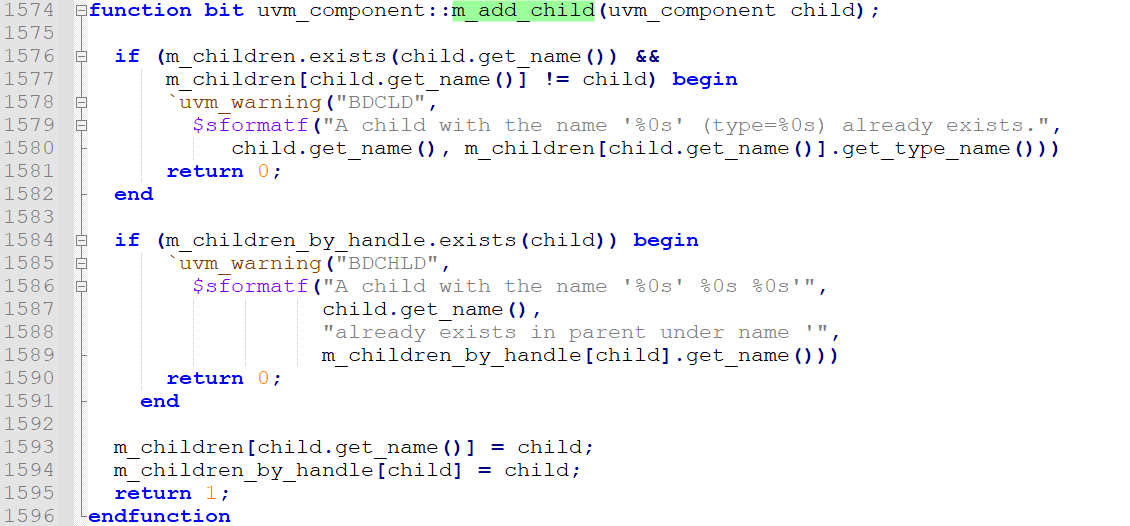 1574 function bit uvm_component::m_add_child(uvm_component child);
1575
1576 if (m_children.exists(child.get_name()) &&
1577 m_children[child.get_name()] != child) begin
1578 `uvm_warning("BDCLD",
1579 $sformatf("A child with the name '%0s' (type=%0s) already exists.",
1580 child.get_name(), m_children[child.get_name()].get_type_name()))
1581 return 0;
1582 end
1583
1584 if (m_children_by_handle.exists(child)) begin
1585 `uvm_warning("BDCHLD",
1586 $sformatf("A child with the name '%0s' %0s %0s'",
1587 child.get_name(),
1588 "already exists in parent under name '",
1589 m_children_by_handle[child].get_name()))
1590 return 0;
1591 end
1592
1593 m_children[child.get_name()] = child;
1594 m_children_by_handle[child] = child;
1595 return 1;
1596 endfunction